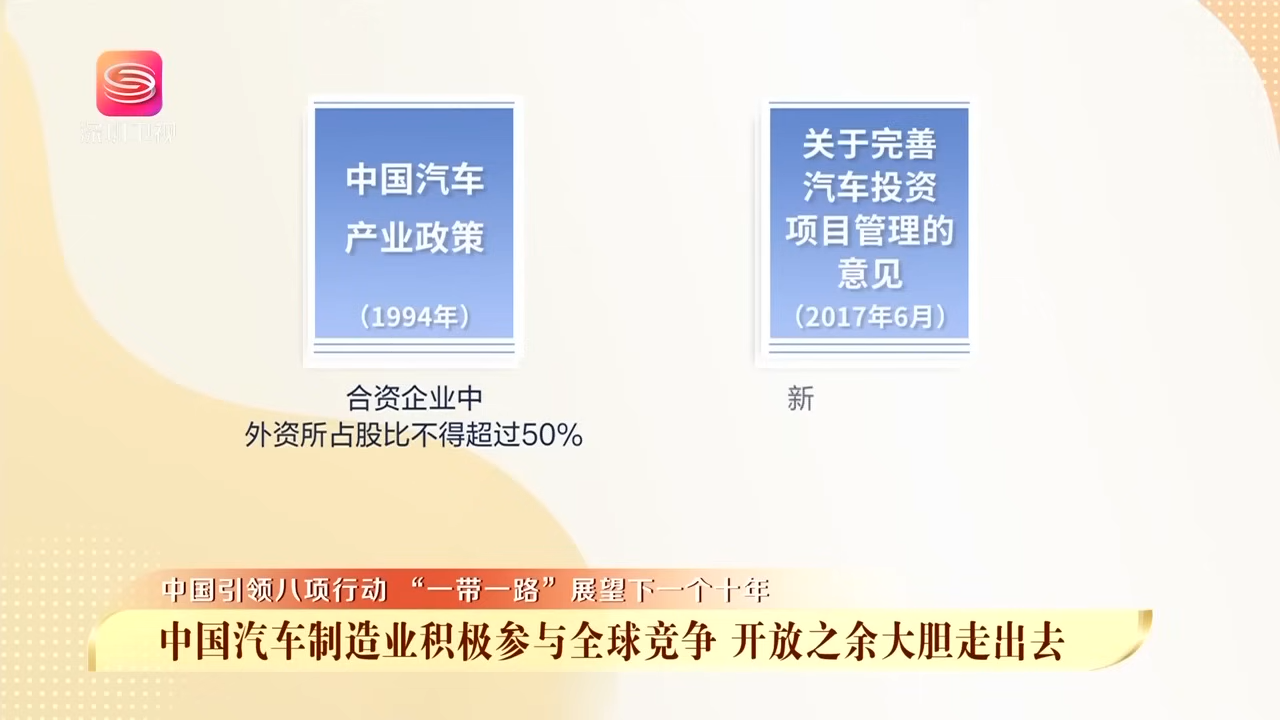 深圳卫视
中国汽车
产业政策
（1994年）
合资企业中
外资所占股比不得超过50%
关于完善
汽车投资
项目管理的
意见
（2017年6月）
新
中国引领八项行动 “一带一路”展望下一个十年
中国汽车制造业积极参与全球竞争 开放之余大胆走出去